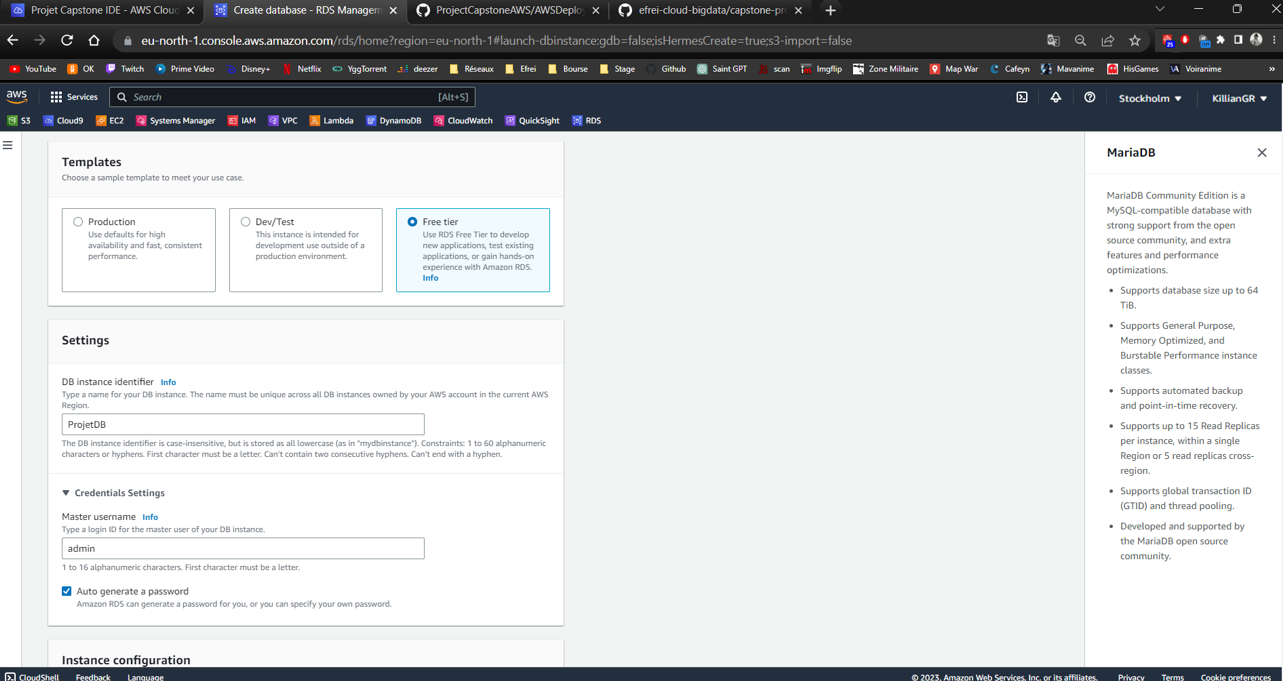 Projet Capstone IDE - AWS Cloud
Create database - RDS Managem
ProjectCapstoneAWS/AWSDeploy
efrei-cloud-bigdata/capstone-pro
eu-north-1.console.aws.amazon.com/rds/home?region=eu-north-1#launch-dbinstance:gdb=false;isHermesCreate=true;s3-import=false
YouTube OK Twitch Prime Video Disney+ Netflix YggTorrent deezer Réseaux Efrei Bourse Stage Github Saint GPT scan Imgflip Zone Militaire Map War Cafeyn Mavanime HisGames Voiranime »
aws Services Search [Alt+S] Stockholm KillianGR
S3 Cloud9 EC2 Systems Manager IAM VPC Lambda DynamoDB CloudWatch QuickSight RDS
Templates
Choose a sample template to meet your use case.
Production
Use defaults for high
availability and fast, consistent
performance.
Dev/Test
This instance is intended for
development use outside of a
production environment.
Free tier
Use RDS Free Tier to develop
new applications, test existing
applications, or gain hands-on
experience with Amazon RDS.
Info
Settings
DB instance identifier Info
Type a name for your DB instance. The name must be unique across all DB instances owned by your AWS account in the current AWS
Region.
ProjetDB
The DB instance identifier is case-insensitive, but is stored as all lowercase (as in "mydbinstance"). Constraints: 1 to 60 alphanumeric
characters or hyphens. First character must be a letter. Can't contain two consecutive hyphens. Can't end with a hyphen.
Credentials Settings
Master username Info
Type a login ID for the master user of your DB instance.
admin
1 to 16 alphanumeric characters. First character must be a letter.
Auto generate a password
Amazon RDS can generate a password for you, or you can specify your own password.
Instance configuration
MariaDB
MariaDB Community Edition is a
MySQL-compatible database with
strong support from the open
source community, and extra
features and performance
optimizations.
• Supports database size up to 64
TiB.
• Supports General Purpose,
Memory Optimized, and
Burstable Performance instance
classes.
• Supports automated backup
and point-in-time recovery.
• Supports up to 15 Read Replicas
per instance, within a single
Region or 5 read replicas cross-
region.
• Supports global transaction ID
(GTID) and thread pooling.
• Developed and supported by
the MariaDB open source
community.
CloudShell Feedback Language © 2023, Amazon Web Services, Inc. or its affiliates. Privacy Terms Cookie preferences